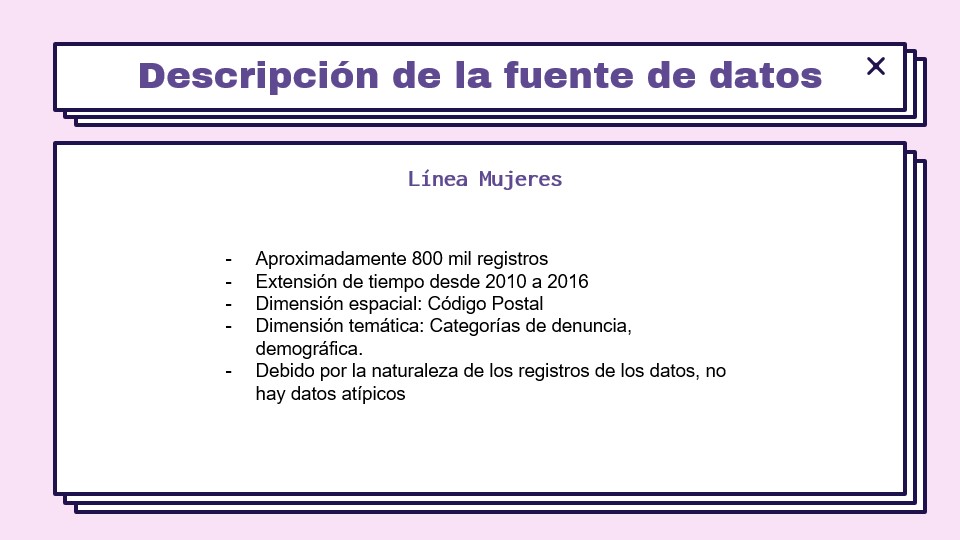 Descripción de la fuente de datos
Línea Mujeres
- Aproximadamente 800 mil registros
- Extensión de tiempo desde 2010 a 2016
- Dimensión espacial: Código Postal
- Dimensión temática: Categorías de denuncia,
demográfica.
- Debido por la naturaleza de los registros de los datos, no
hay datos atípicos